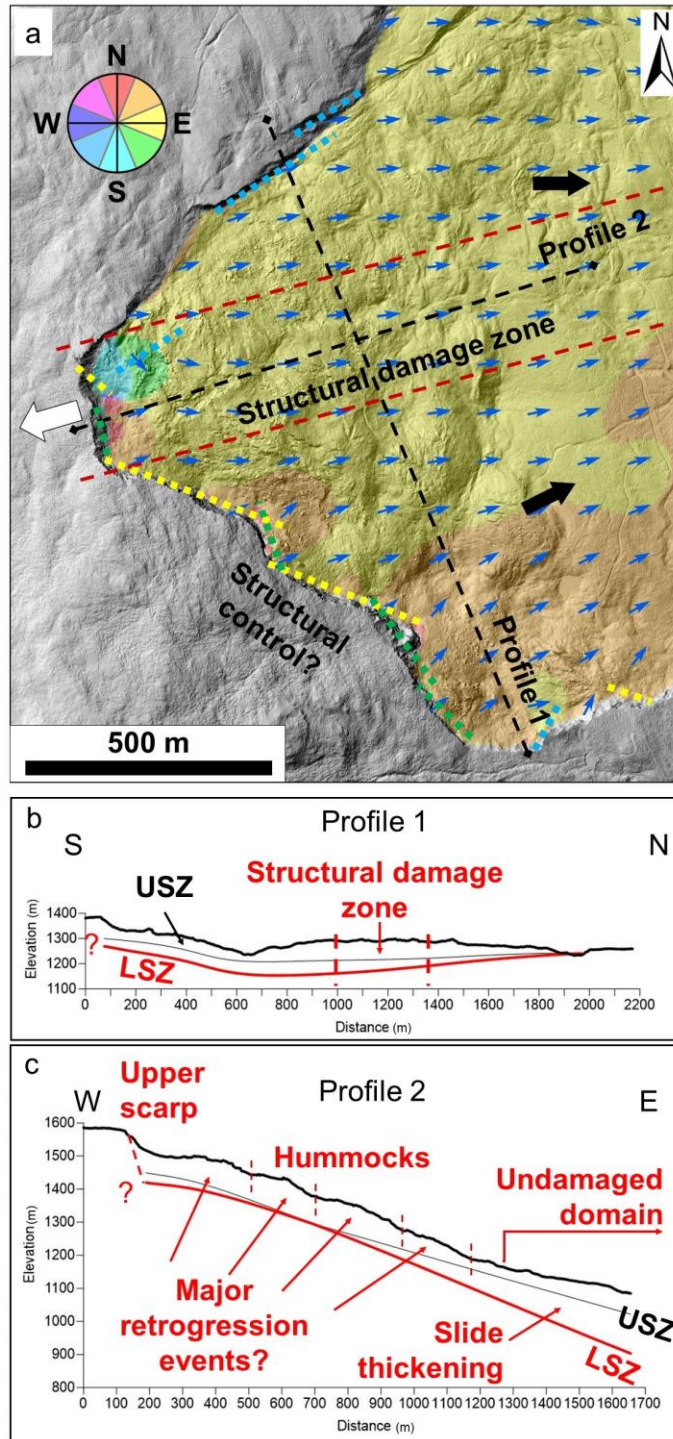 a
N
N
W
E
S
Profile 2
Structural damage zone
Structural
control?
Profile 1
500 m
b
Profile 1
S
N
USZ
Structural damage
zone
LSZ
?
Elevation (m)
1400
1300
1200
1100
0 200 400 600 800 1000 1200 1400 1600 1800 2000 2200
Distance (m)
c
Profile 2
W
E
Upper
scarp
Hummocks
Undamaged
domain
?
Major
retrogression
events?
Slide
thickening
USZ
LSZ
Elevation (m)
1600
1500
1400
1300
1200
1100
1000
900
800
0 100 200 300 400 500 600 700 800 900 1000 1100 1200 1300 1400 1500 1600 1700
Distance (m)